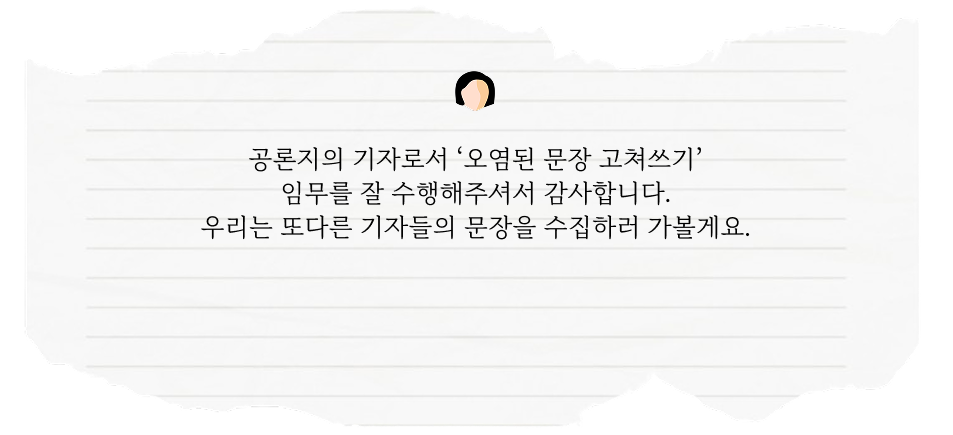 공론지의 기자로서 ‘오염된 문장 고쳐쓰기’
임무를 잘 수행해주셔서 감사합니다.
우리는 또다른 기자들의 문장을 수집하러 가볼게요.